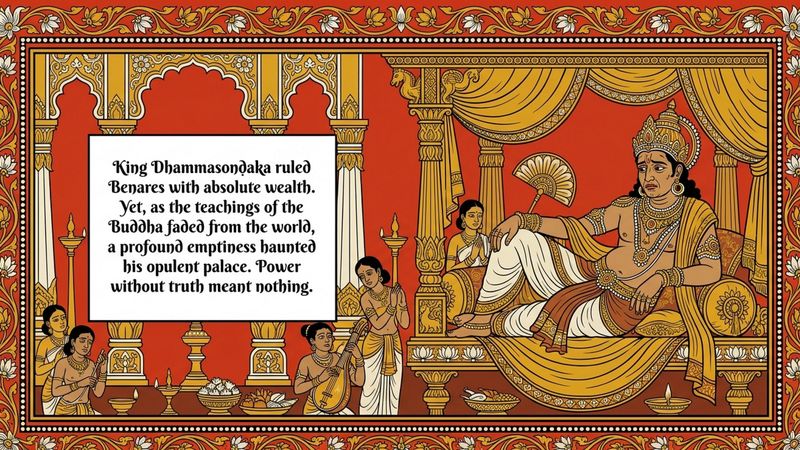 King Dhammasoṇḍaka ruled
Benares with absolute wealth.
Yet, as the teachings of the
Buddha faded from the world,
a profound emptiness haunted
his opulent palace. Power
without truth meant nothing.